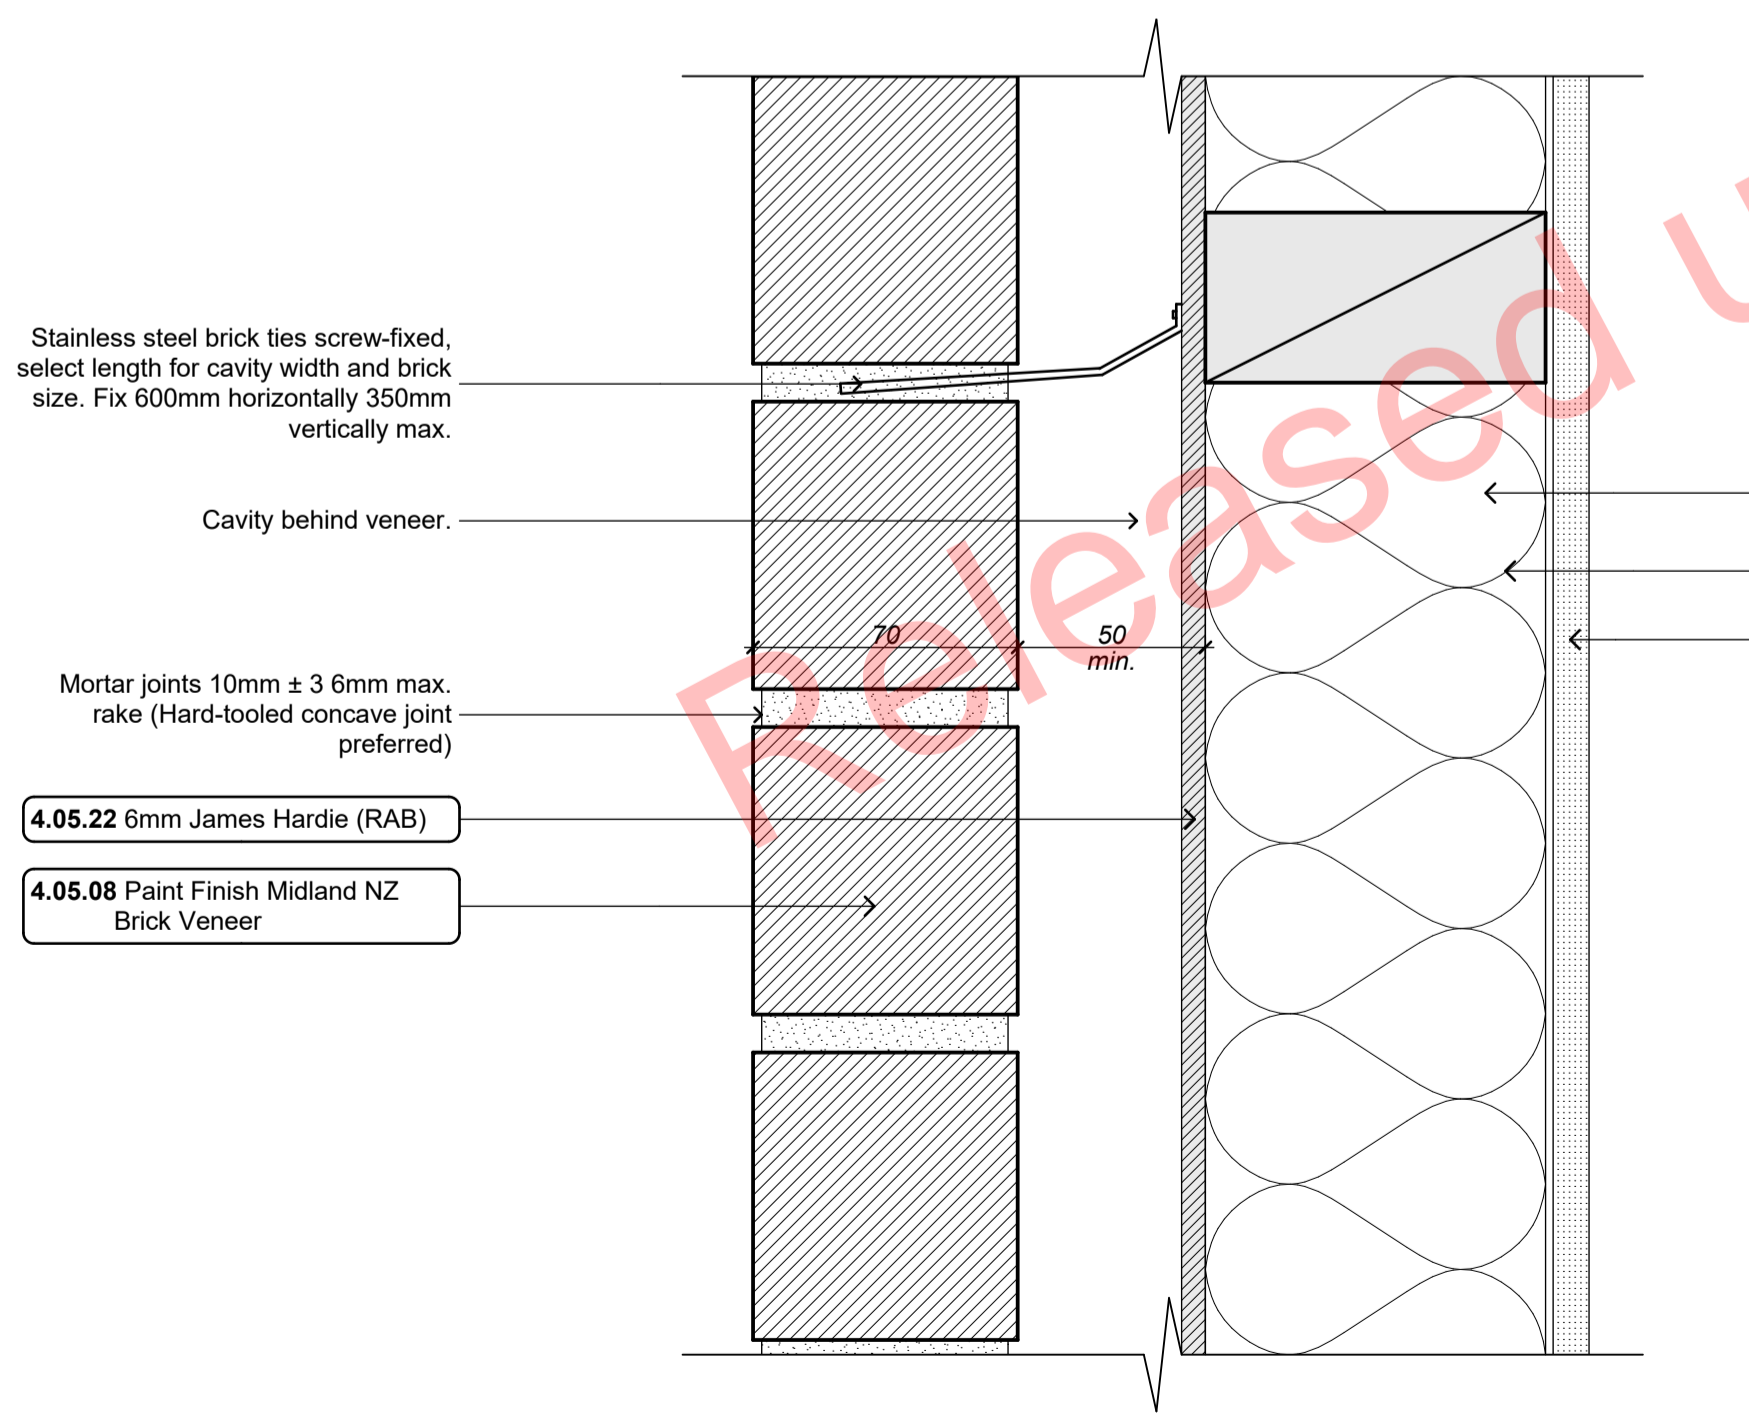 Stainless steel brick ties screw-fixed,
select length for cavity width and brick
size. Fix 600mm horizontally 350mm
vertically max.
Cavity behind veneer.
70
50
min.
Mortar joints 10mm ± 3 6mm max.
rake (Hard-tooled concave joint
preferred)
4.05.22 6mm James Hardie (RAB)
4.05.08 Paint Finish Midland NZ
Brick Veneer
Released u